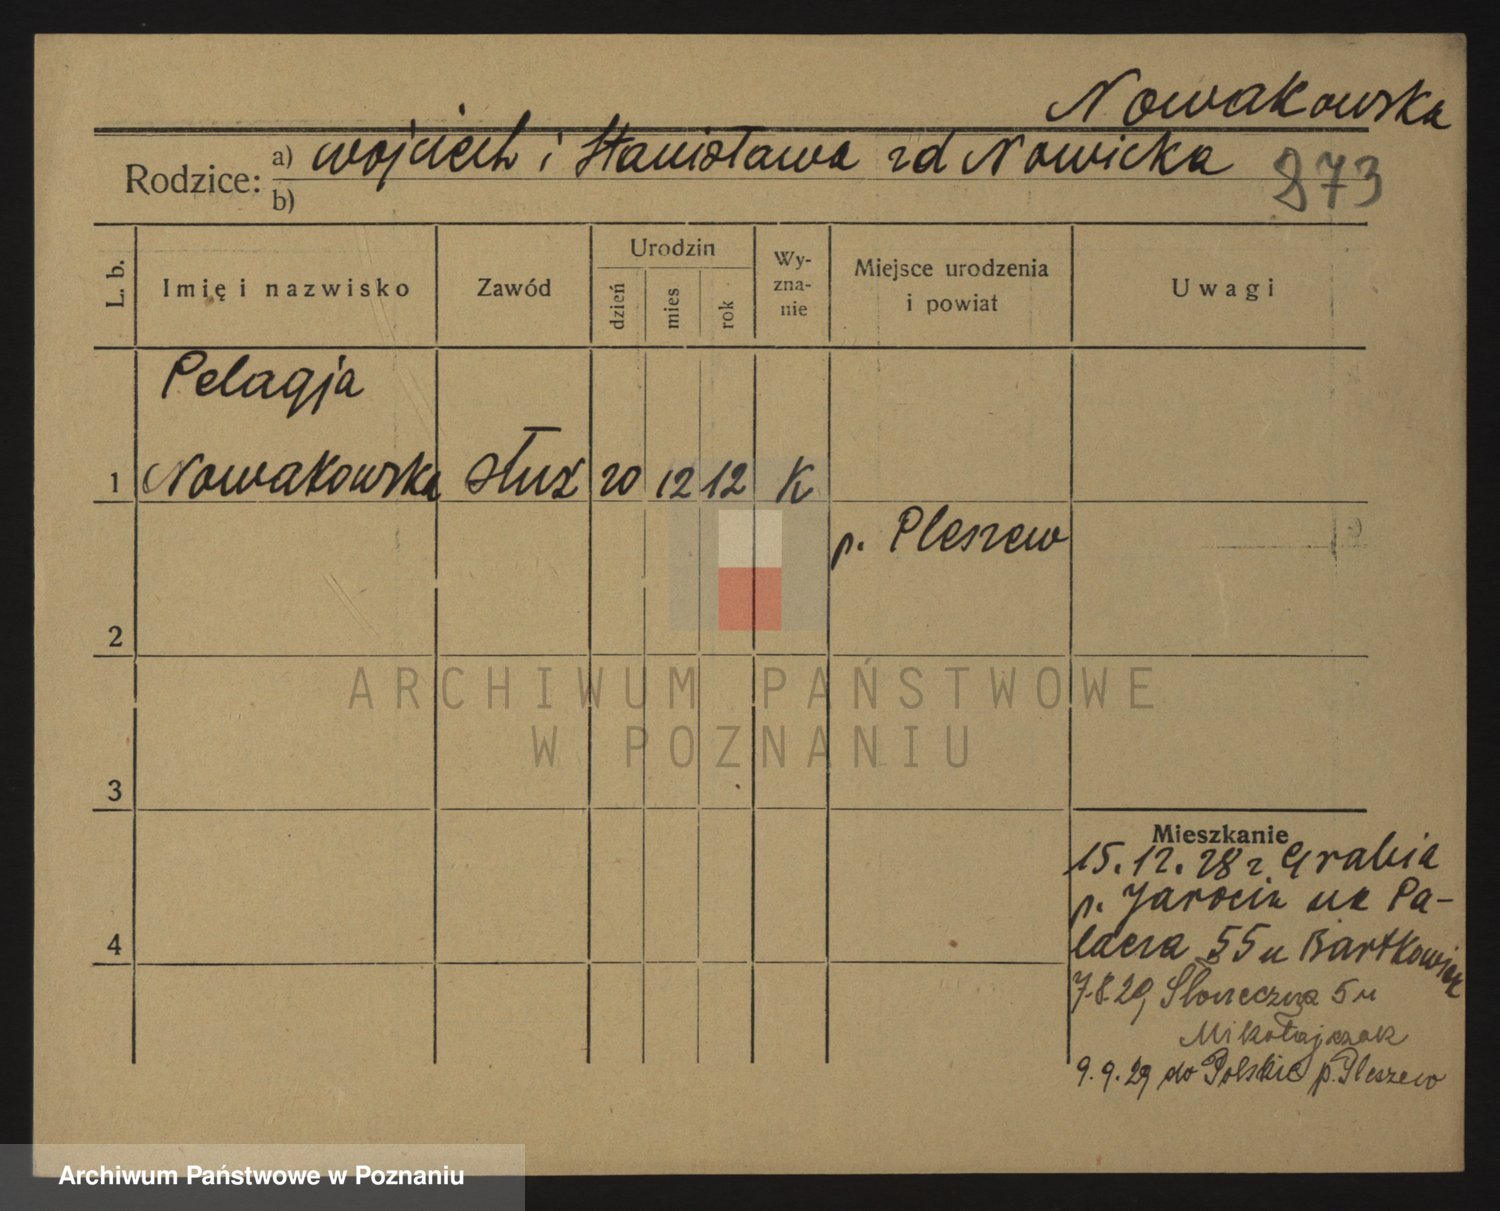 Nowakowska
Rodzice:
a) Wojciech i Stanisława zd Nowicka
b)
873
L. b.
Imię i nazwisko
Zawód
Urodzin
dzień
mies
rok
Wy-
zna-
nie
Miejsce urodzenia
i powiat
Uwagi
Pelagja
1 Nowakowska służ 20 12 12 K
p. Pleszew
2
ARCHIWUM PAŃSTWOWE
W POZNANIU
3
Mieszkanie
15.12.28 r. Grabia
p. Jarocin na Pa-
lacza 55 u Bartkowiak
7.8.29 Słoneczna 5 u
Mikołajczak
4
9.9.29 do Polskie p. Pleszew
Archiwum Państwowe w Poznaniu